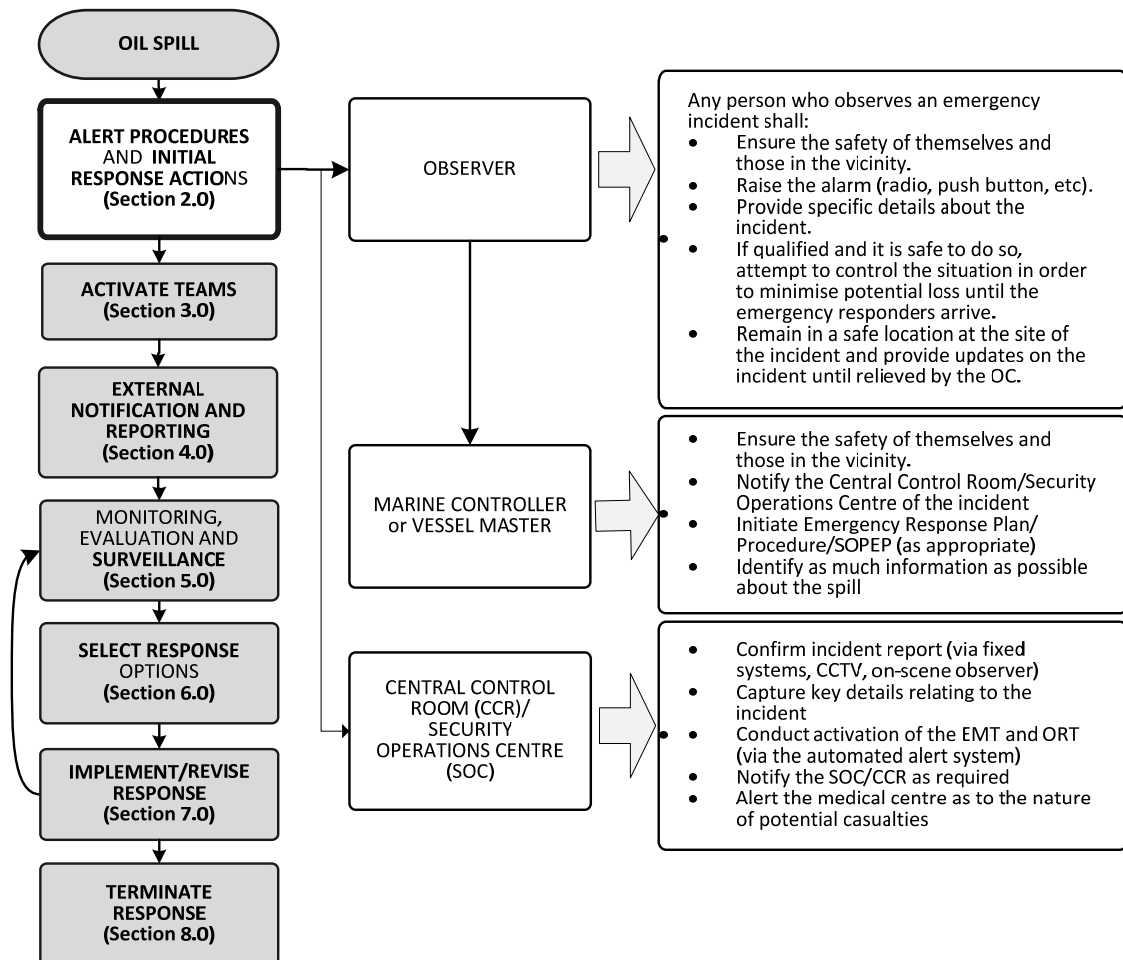 OIL SPILL
ALERT PROCEDURES
AND INITIAL
RESPONSE ACTIONS
(Section 2.0)
ACTIVATE TEAMS
(Section 3.0)
EXTERNAL
NOTIFICATION AND
REPORTING
(Section 4.0)
MONITORING,
EVALUATION AND
SURVEILLANCE
(Section 5.0)
SELECT RESPONSE
OPTIONS
(Section 6.0)
IMPLEMENT/REVISE
RESPONSE
(Section 7.0)
TERMINATE
RESPONSE
(Section 8.0)
OBSERVER
Any person who observes an emergency
incident shall:
• Ensure the safety of themselves and
those in the vicinity.
• Raise the alarm (radio, push button, etc).
• Provide specific details about the
incident.
• If qualified and it is safe to do so,
attempt to control the situation in order
to minimise potential loss until the
emergency responders arrive.
• Remain in a safe location at the site of
the incident and provide updates on the
incident until relieved by the OC.
MARINE CONTROLLER
or VESSEL MASTER
• Ensure the safety of themselves and
those in the vicinity.
• Notify the Central Control Room/Security
Operations Centre of the incident
• Initiate Emergency Response Plan/
Procedure/SOPEP (as appropriate)
• Identify as much information as possible
about the spill
CENTRAL CONTROL
ROOM (CCR)/
SECURITY
OPERATIONS CENTRE
(SOC)
• Confirm incident report (via fixed
systems, CCTV, on-scene observer)
• Capture key details relating to the
incident
• Conduct activation of the EMT and ORT
(via the automated alert system)
• Notify the SOC/CCR as required
• Alert the medical centre as to the nature
of potential casualties